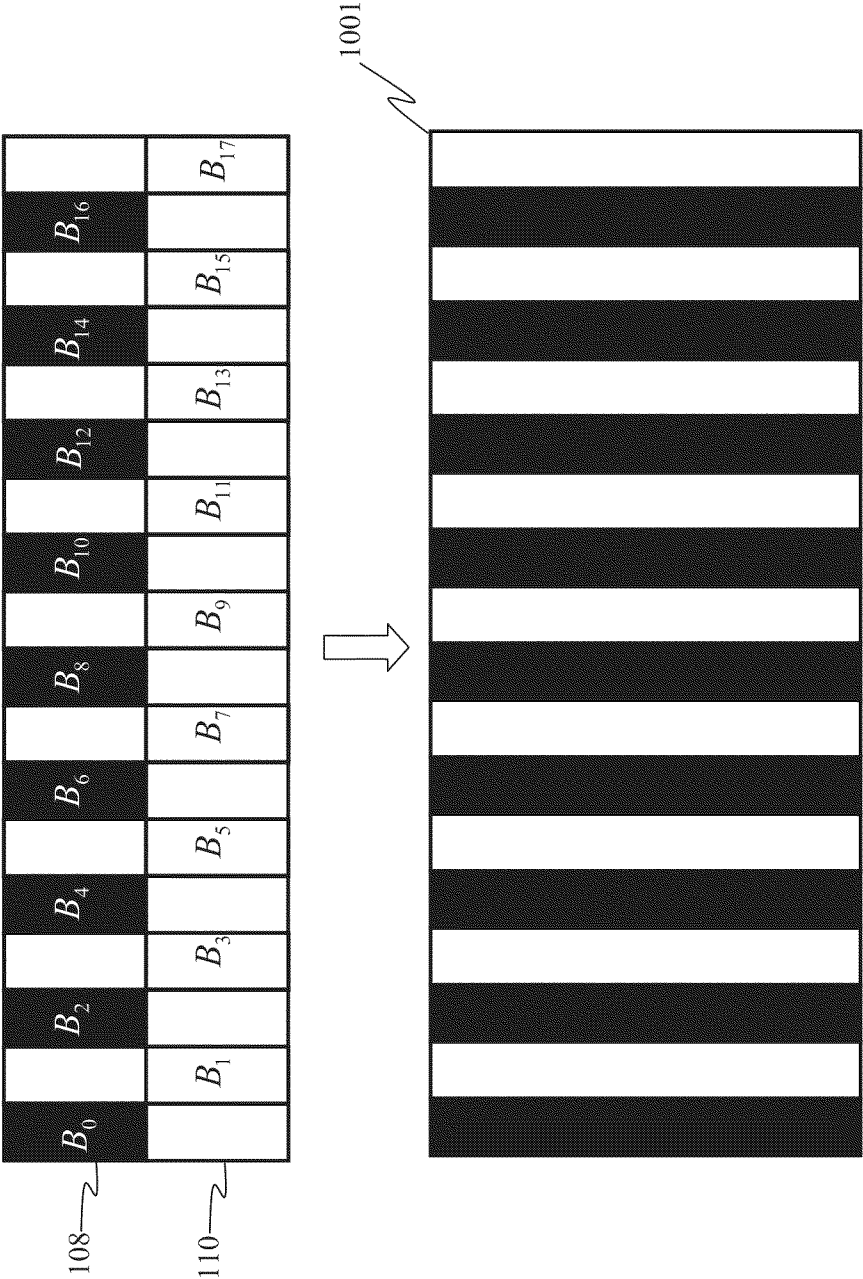 108
B₀ B₂ B₄ B₆ B₈ B₁₀ B₁₂ B₁₄ B₁₆
110
B₁ B₃ B₅ B₇ B₉ B₁₁ B₁₃ B₁₅ B₁₇
1001